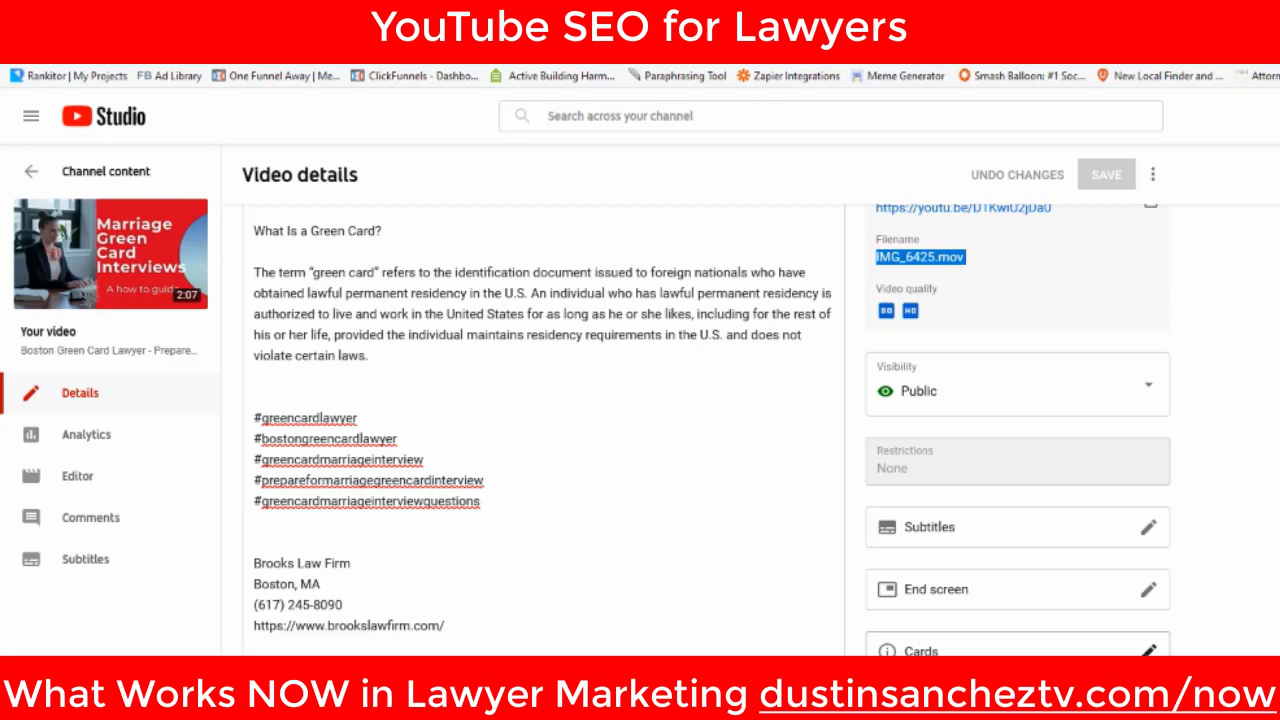 YouTube SEO for Lawyers
Rankitor | My Projects FB Ad Library One Funnel Away | Me... ClickFunnels - Dashbo... Active Building Harm... Paraphrasing Tool Zapier Integrations Meme Generator Smash Balloon: #1 Soc... New Local Finder and ... Attorn
Studio
Search across your channel
Channel content
Video details
UNDO CHANGES
SAVE
Marriage
Green
Card
Interviews
A how to guide
2:07
Your video
Boston Green Card Lawyer - Prepare...
Details
Analytics
Editor
Comments
Subtitles
What Is a Green Card?
The term “green card” refers to the identification document issued to foreign nationals who have
obtained lawful permanent residency in the U.S. An individual who has lawful permanent residency is
authorized to live and work in the United States for as long as he or she likes, including for the rest of
his or her life, provided the individual maintains residency requirements in the U.S. and does not
violate certain laws.
#greencardlawyer
#bostongreencardlawyer
#greencardmarriageinterview
#prepareformarriagegreencardinterview
#greencardmarriageinterviewquestions
Brooks Law Firm
Boston, MA
(617) 245-8090
https://www.brookslawfirm.com/
Filename
IMG_6425.mov
Video quality
SD HD
Visibility
Public
Restrictions
None
Subtitles
End screen
Cards
What Works NOW in Lawyer Marketing dustinsancheztv.com/now